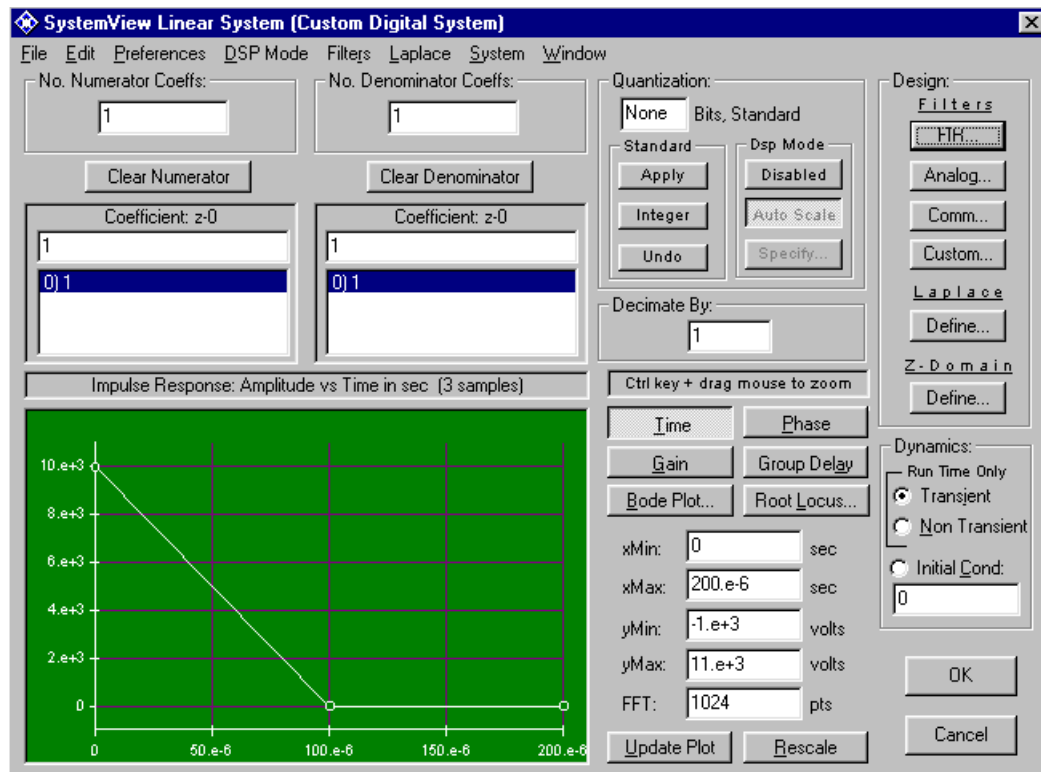 SystemView Linear System (Custom Digital System)
File Edit Preferences DSP Mode Filters Laplace System Window
No. Numerator Coeffs:
1
Clear Numerator
Coefficient: z-0
1
0) 1
No. Denominator Coeffs:
1
Clear Denominator
Coefficient: z-0
1
0) 1
Quantization:
None Bits, Standard
Standard
Apply
Integer
Undo
Dsp Mode
Disabled
Auto Scale
Specify...
Decimate By:
1
Design:
Filters
FIR...
Analog...
Comm...
Custom...
Laplace
Define...
Z-Domain
Define...
Impulse Response: Amplitude vs Time in sec (3 samples)
10.e+3
8.e+3
6.e+3
4.e+3
2.e+3
0
0 50.e-6 100.e-6 150.e-6 200.e-6
Ctrl key + drag mouse to zoom
Time Phase
Gain Group Delay
Bode Plot... Root Locus...
xMin: 0 sec
xMax: 200.e-6 sec
yMin: -1.e+3 volts
yMax: 11.e+3 volts
FFT: 1024 pts
Update Plot Rescale
Dynamics:
Run Time Only
Transient
Non Transient
Initial Cond:
0
OK
Cancel